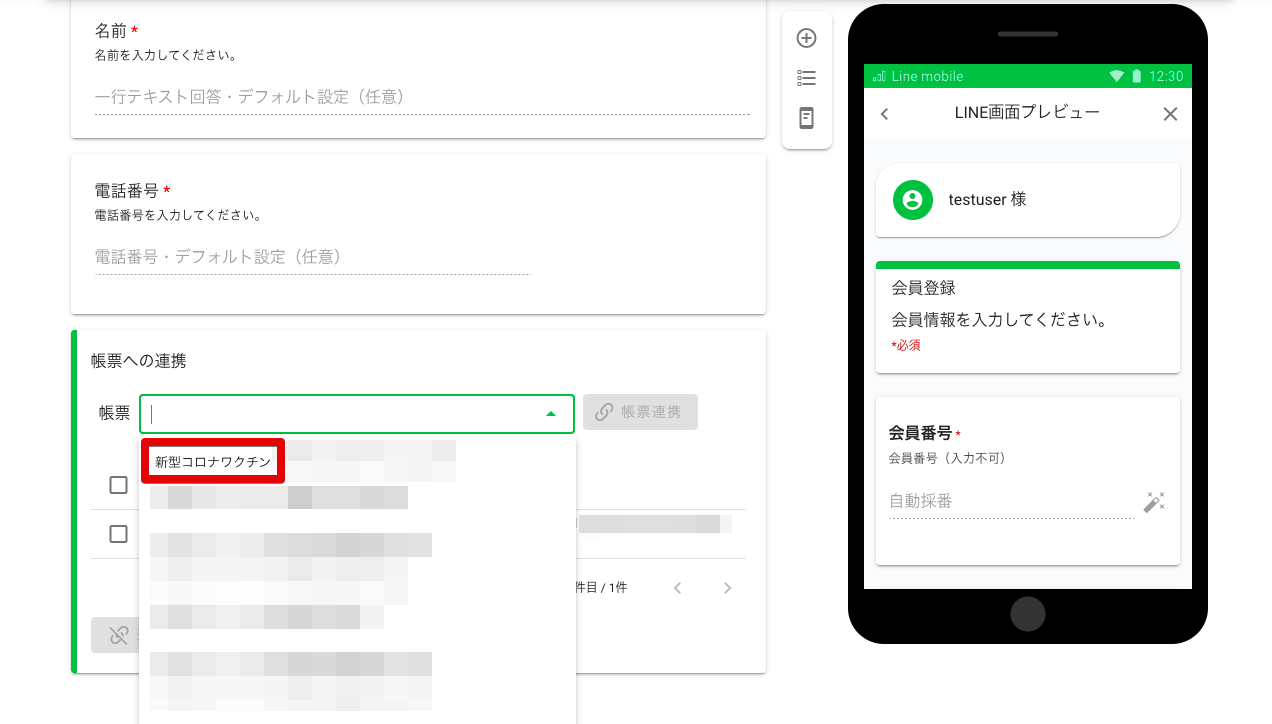 名前 *
名前を入力してください。
一行テキスト回答・デフォルト設定（任意）
電話番号 *
電話番号を入力してください。
電話番号・デフォルト設定（任意）
帳票への連携
帳票
帳票連携
新型コロナワクチン
件目 / 1件
Line mobile
12:30
LINE画面プレビュー
testuser 様
会員登録
会員情報を入力してください。
*必須
会員番号 *
会員番号（入力不可）
自動採番